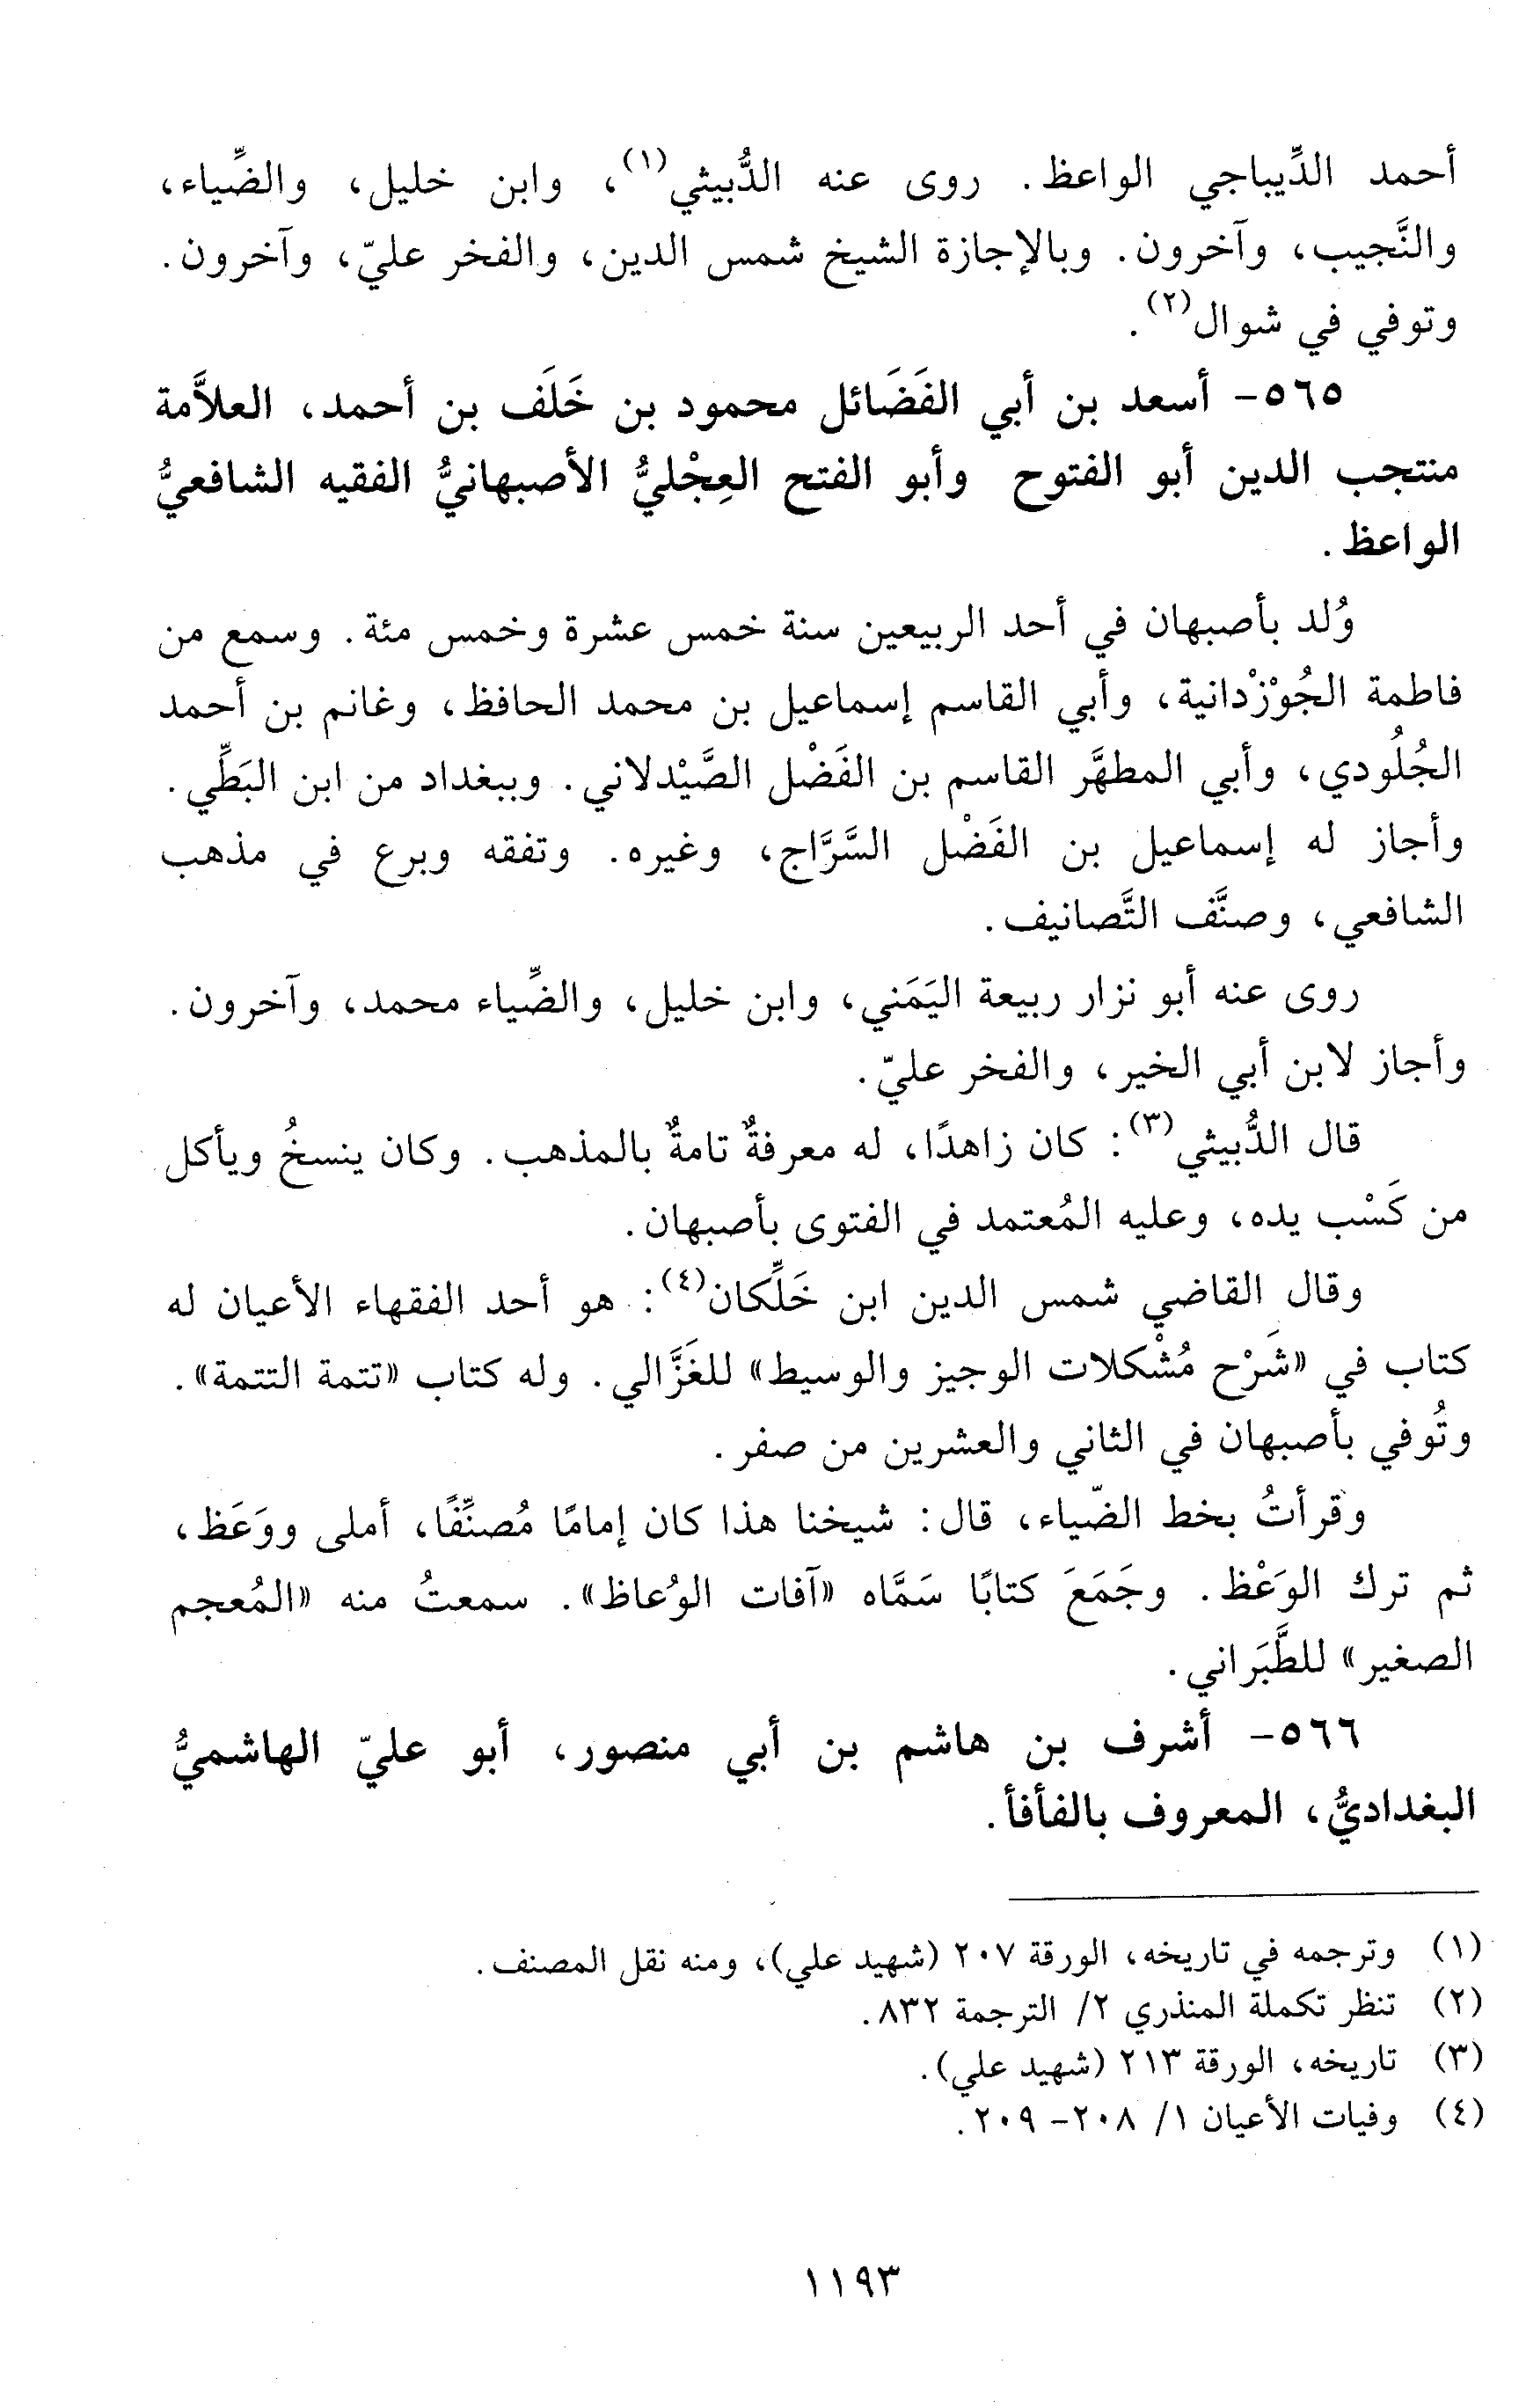 أحمد الدِّيباجي الواعظ. روى عنه الدُّبيثي(١)، وابن خليل، والضِّياء،
والنَّجيب، وآخرون. وبالإجازة الشيخ شمس الدين، والفخر عليّ، وآخرون.
وتوفي في شوال(٢).
٥٦٥- أسعد بن أبي الفَضَائل محمود بن خَلَف بن أحمد، العلاَّمة
منتجب الدين أبو الفتوح وأبو الفتح العِجْليُّ الأصبهانيُّ الفقيه الشافعيُّ
الواعظ.
وُلد بأصبهان في أحد الربيعين سنة خمس عشرة وخمس مئة. وسمع من
فاطمة الجُوْزْدانية، وأبي القاسم إسماعيل بن محمد الحافظ، وغانم بن أحمد
الجُلُودي، وأبي المطهَّر القاسم بن الفَضْل الصَّيْدلاني. وببغداد من ابن البَطِّي.
وأجاز له إسماعيل بن الفَضْل السَّرَّاج، وغيره. وتفقه وبرع في مذهب
الشافعي، وصنَّف التَّصانيف.
روى عنه أبو نزار ربيعة اليَمَني، وابن خليل، والضِّياء محمد، وآخرون.
وأجاز لابن أبي الخير، والفخر عليّ.
قال الدُّبيثي(٣): كان زاهدًا، له معرفةٌ تامةٌ بالمذهب. وكان ينسخُ ويأكل
من كَسْب يده، وعليه المُعتمد في الفتوى بأصبهان.
وقال القاضي شمس الدين ابن خَلِّكان(٤): هو أحد الفقهاء الأعيان له
كتاب في «شَرْح مُشْكلات الوجيز والوسيط» للغَزَّالي. وله كتاب «تتمة التتمة».
وتُوفي بأصبهان في الثاني والعشرين من صفر.
وقرأتُ بخط الضّياء، قال: شيخنا هذا كان إمامًا مُصنِّفًا، أملى ووَعَظ،
ثم ترك الوَعْظ. وجَمَعَ كتابًا سَمَّاه «آفات الوُعاظ». سمعتُ منه «المُعجم
الصغير» للطَّبَراني.
٥٦٦- أشرف بن هاشم بن أبي منصور، أبو عليّ الهاشميُّ
البغداديُّ، المعروف بالفأفأ.
(١) وترجمه في تاريخه، الورقة ٢٠٧ (شهيد علي)، ومنه نقل المصنف.
(٢) تنظر تكملة المنذري ٢/ الترجمة ٨٣٢.
(٣) تاريخه، الورقة ٢١٣ (شهيد علي).
(٤) وفيات الأعيان ١/ ٢٠٨- ٢٠٩.
١١٩٣